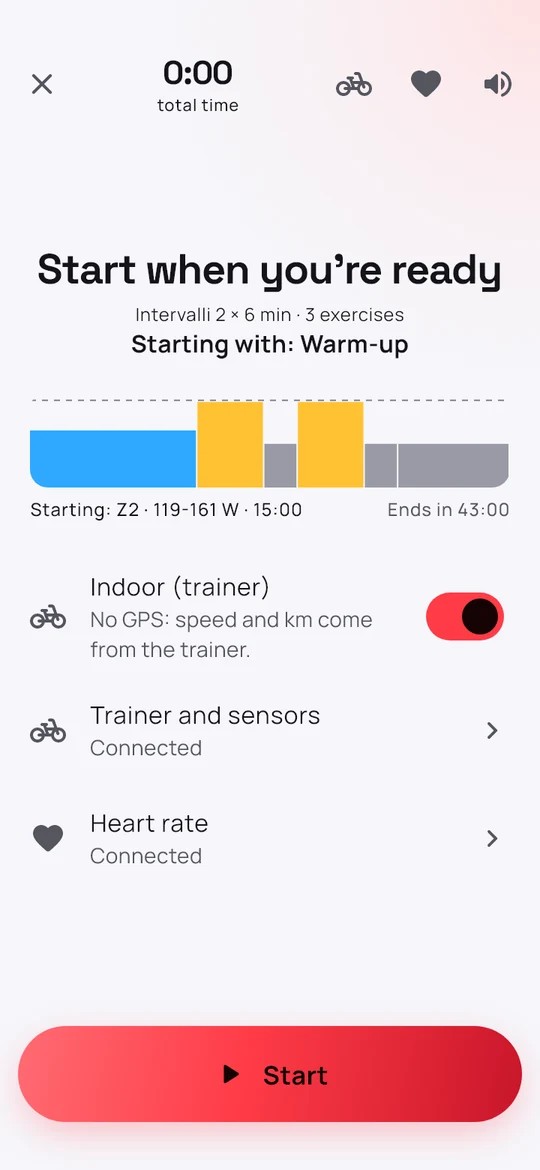 0:00
total time
Start when you’re ready
Intervalli 2 × 6 min · 3 exercises
Starting with: Warm-up
Starting: Z2 · 119-161 W · 15:00
Ends in 43:00
Indoor (trainer)
No GPS: speed and km come
from the trainer.
Trainer and sensors
Connected
Heart rate
Connected
Start